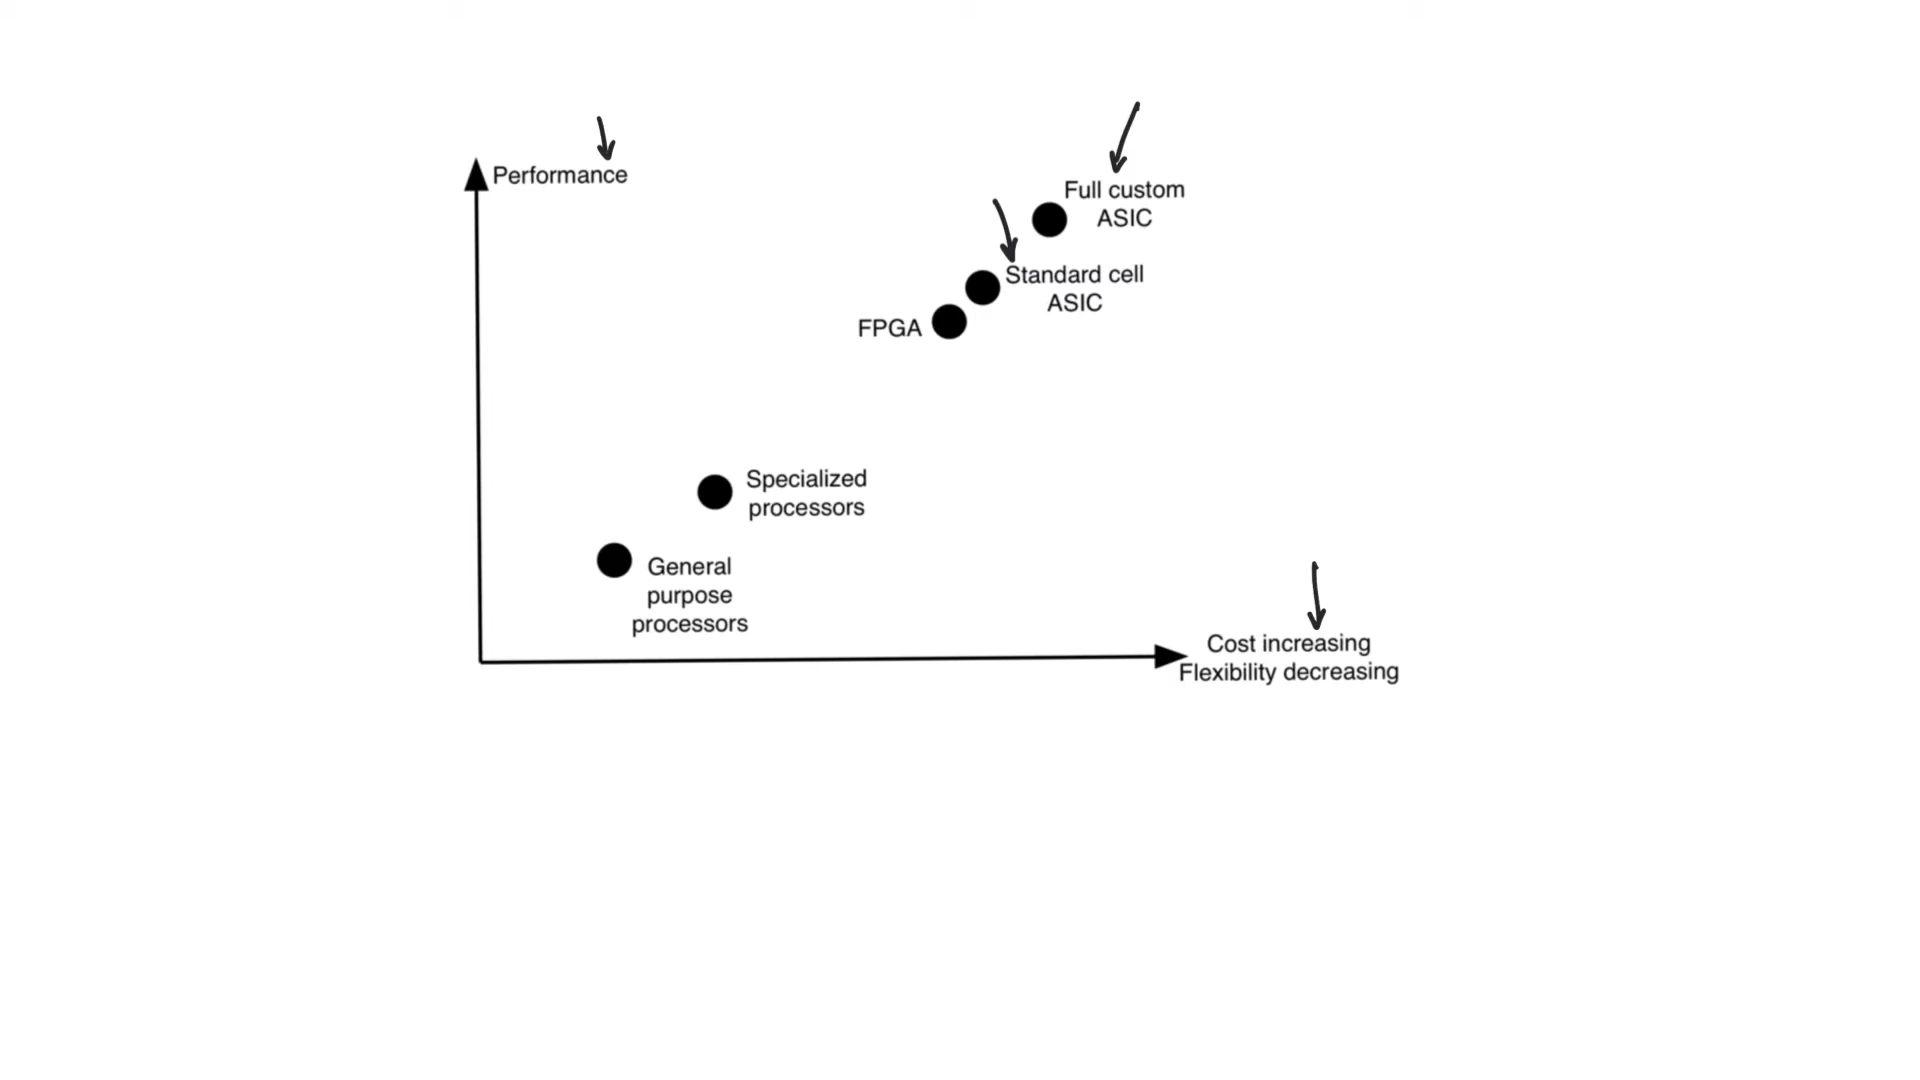 Performance
Full custom
ASIC
Standard cell
ASIC
FPGA
Specialized
processors
General
purpose
processors
Cost increasing
Flexibility decreasing